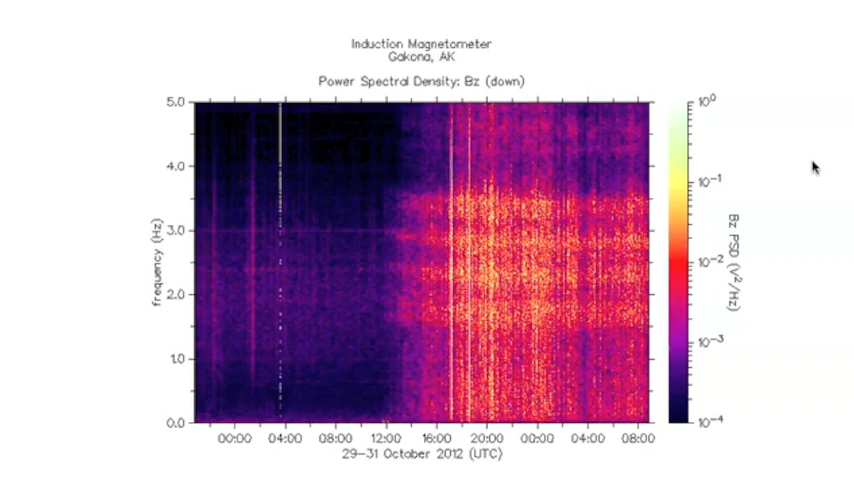 Induction Magnetometer
Gakona, AK
Power Spectral Density: Bz (down)
5.0
4.0
3.0
2.0
1.0
0.0
frequency (Hz)
00:00 04:00 08:00 12:00 16:00 20:00 00:00 04:00 08:00
29-31 October 2012 (UTC)
10⁰
10⁻¹
10⁻²
10⁻³
10⁻⁴
Bz PSD (V²/Hz)